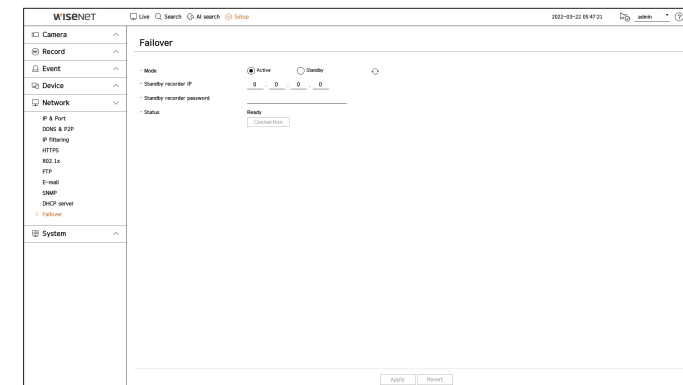 WISENET
Live Search AI search Setup 2022-03-22 05:47:21 admin ?
Camera
Record
Event
Device
Network
IP & Port
DDNS & P2P
IP filtering
HTTPS
802.1x
FTP
E-mail
SNMP
DHCP server
> Failover
System
Failover
Mode Active Standby
Standby recorder IP 0 . 0 . 0 . 0
Standby recorder password
Status Ready
Connection
Apply Revert